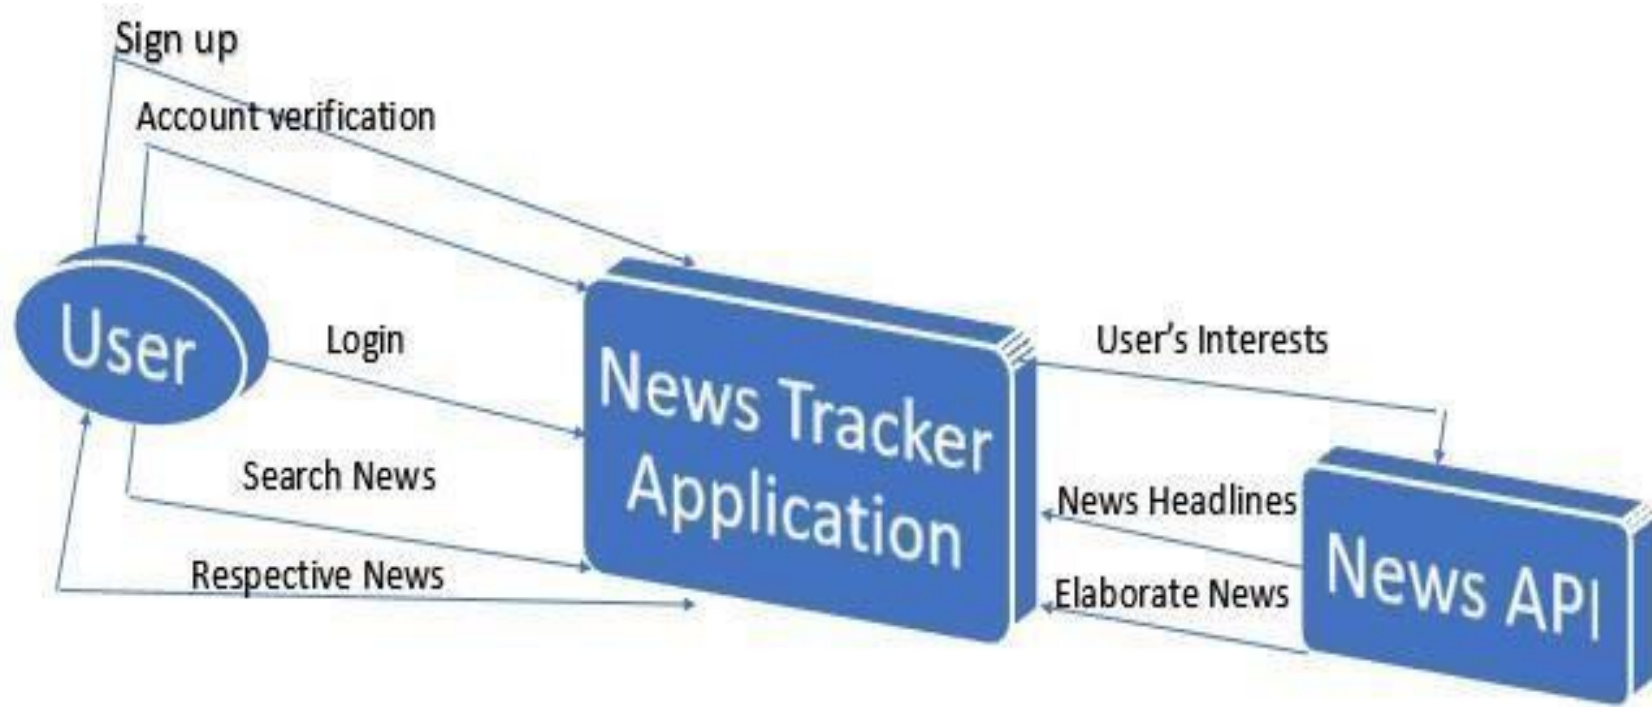 Sign up
Account verification
User
Login
News Tracker
Application
User's Interests
Search News
News Headlines
Respective News
Elaborate News
News API